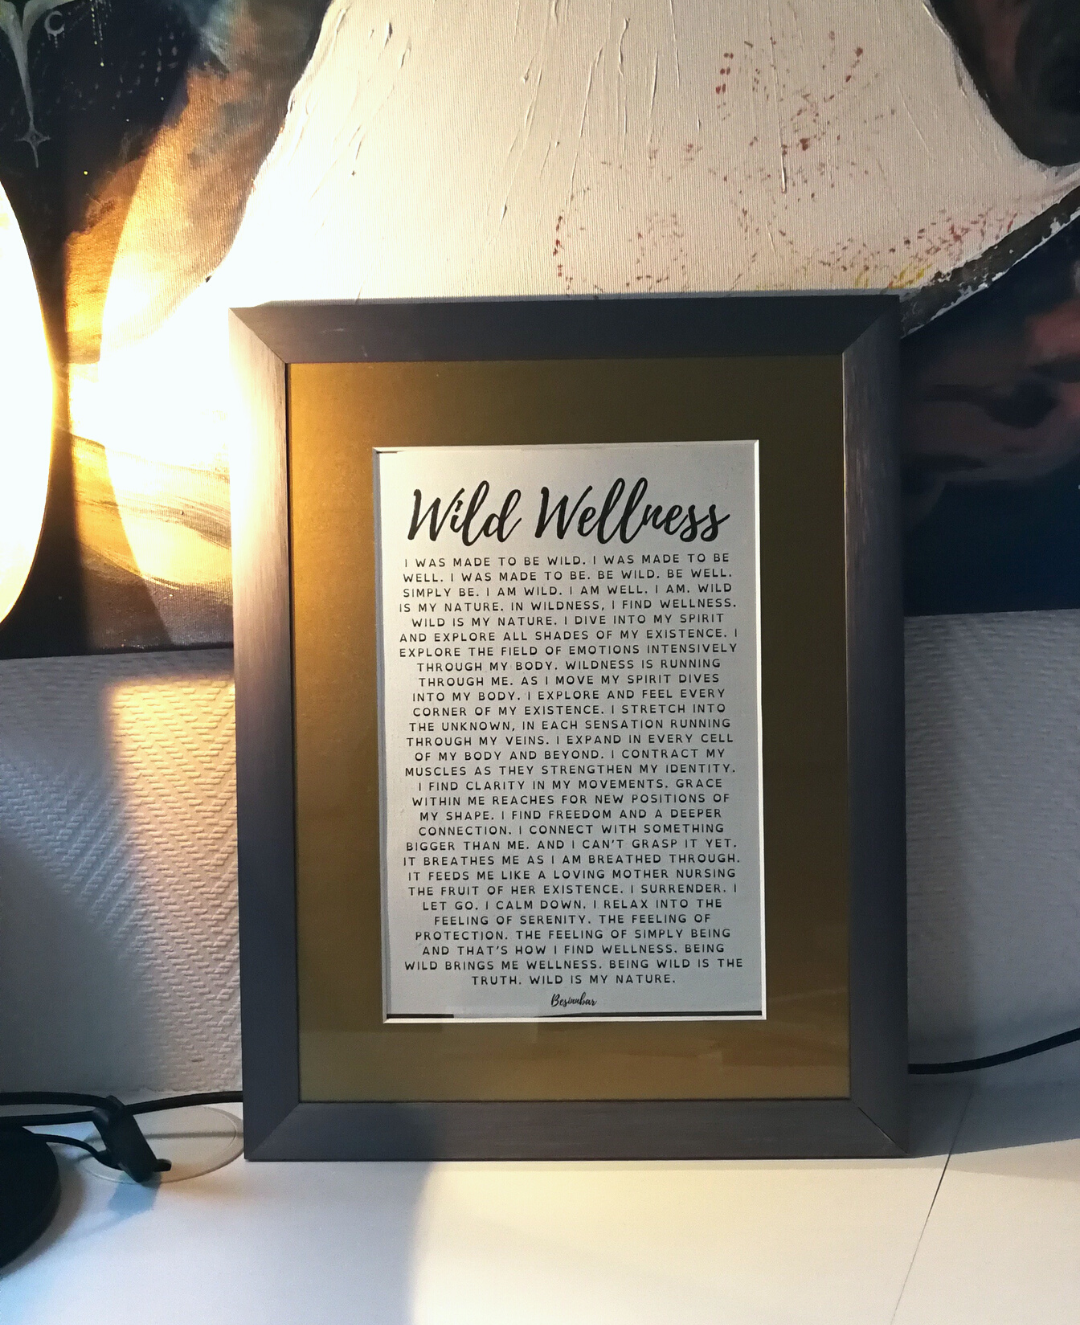 Wild Wellness
I WAS MADE TO BE WILD. I WAS MADE TO BE
WELL. I WAS MADE TO BE. BE WILD. BE WELL.
SIMPLY BE. I AM WILD. I AM WELL. I AM. WILD
IS MY NATURE. IN WILDNESS, I FIND WELLNESS.
WILD IS MY NATURE. I DIVE INTO MY SPIRIT
AND EXPLORE ALL SHADES OF MY EXISTENCE. I
EXPLORE THE FIELD OF EMOTIONS INTENSIVELY
THROUGH MY BODY. WILDNESS IS RUNNING
THROUGH ME. AS I MOVE MY SPIRIT DIVES
INTO MY BODY. I EXPLORE AND FEEL EVERY
CORNER OF MY EXISTENCE. I STRETCH INTO
THE UNKNOWN, IN EACH SENSATION RUNNING
THROUGH MY VEINS. I EXPAND IN EVERY CELL
OF MY BODY AND BEYOND. I CONTRACT MY
MUSCLES AS THEY STRENGTHEN MY IDENTITY.
I FIND CLARITY IN MY MOVEMENTS. GRACE
WITHIN ME REACHES FOR NEW POSITIONS OF
MY SHAPE. I FIND FREEDOM AND A DEEPER
CONNECTION. I CONNECT WITH SOMETHING
BIGGER THAN ME. AND I CAN'T GRASP IT YET.
IT BREATHES ME AS I AM BREATHED THROUGH.
IT FEEDS ME LIKE A LOVING MOTHER NURSING
THE FRUIT OF HER EXISTENCE. I SURRENDER. I
LET GO. I CALM DOWN. I RELAX INTO THE
FEELING OF SERENITY. THE FEELING OF
PROTECTION. THE FEELING OF SIMPLY BEING
AND THAT'S HOW I FIND WELLNESS. BEING
WILD BRINGS ME WELLNESS. BEING WILD IS THE
TRUTH. WILD IS MY NATURE.